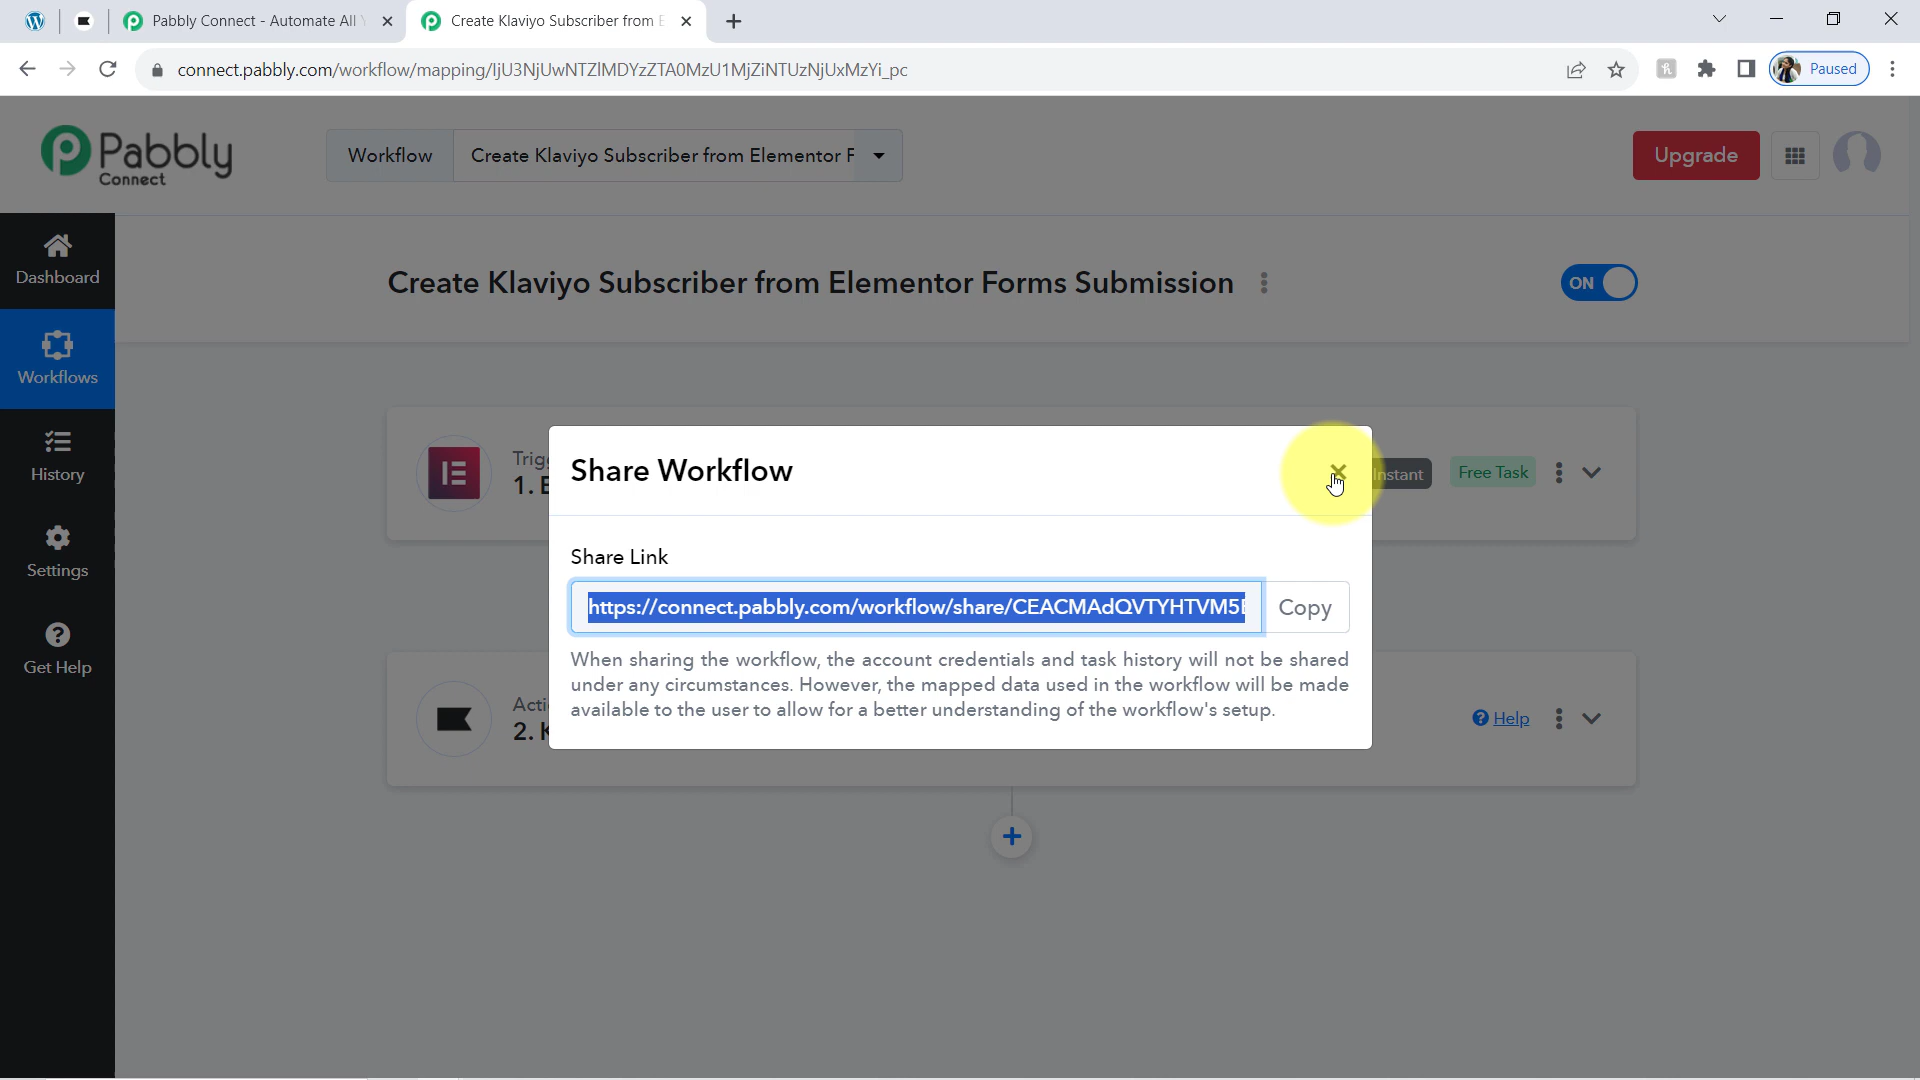 Pabbly Connect - Automate All
Create Klaviyo Subscriber from E
connect.pabbly.com/workflow/mapping/IjU3NjUwNTZlMDYzZTA0MzU1MjZiNTUzNjUxMzYi_pc
Paused
Pabbly
Connect
Workflow
Create Klaviyo Subscriber from Elementor F
Upgrade
Dashboard
Workflows
History
Settings
Get Help
Create Klaviyo Subscriber from Elementor Forms Submission
ON
Trigg
1. E
Instant
Free Task
Share Workflow
Share Link
https://connect.pabbly.com/workflow/share/CEACMAdQVTYHTVM5E
Copy
When sharing the workflow, the account credentials and task history will not be shared
under any circumstances. However, the mapped data used in the workflow will be made
available to the user to allow for a better understanding of the workflow's setup.
Actio
2. K
Help